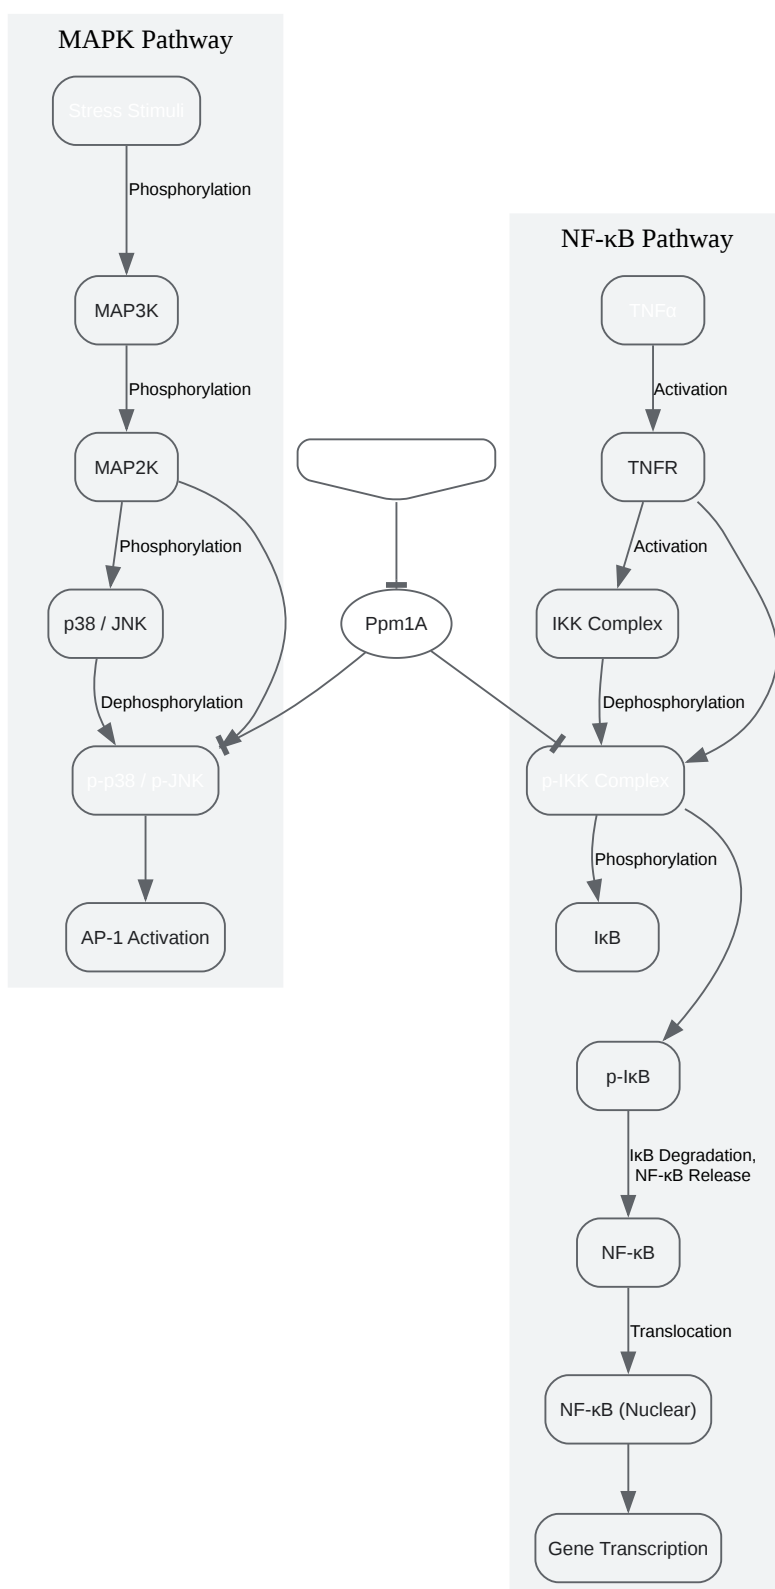 MAPK Pathway
Stress Stimuli
Phosphorylation
MAP3K
Phosphorylation
MAP2K
Phosphorylation
p38 / JNK
Dephosphorylation
p-p38 / p-JNK
AP-1 Activation
Ppm1A
NF-κB Pathway
TNFα
Activation
TNFR
Activation
IKK Complex
Dephosphorylation
p-IKK Complex
Phosphorylation
IκB
p-IκB
IκB Degradation,
NF-κB Release
NF-κB
Translocation
NF-κB (Nuclear)
Gene Transcription